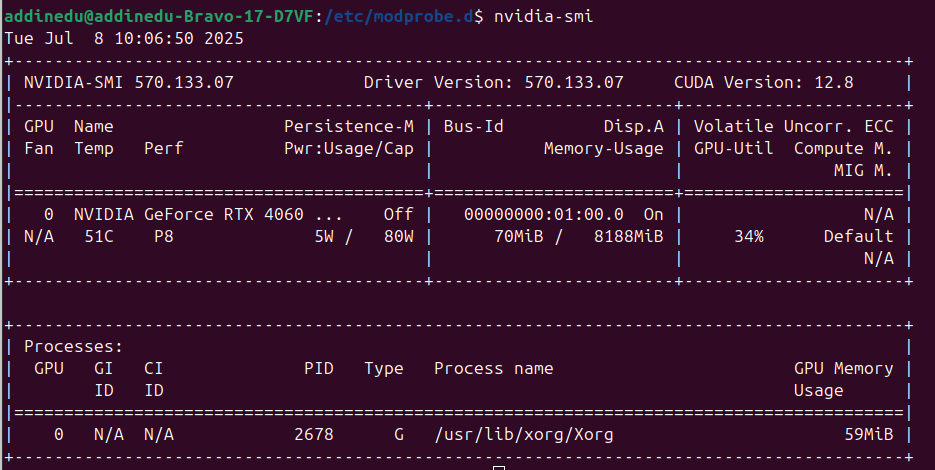 addinedu@addinedu-Bravo-17-D7VF:/etc/modprobe.d$ nvidia-smi
Tue Jul  8 10:06:50 2025
+-----------------------------------------------------------------------------------------+
| NVIDIA-SMI 570.133.07             Driver Version: 570.133.07     CUDA Version: 12.8     |
|-----------------------------------------+------------------------+----------------------+
| GPU  Name                 Persistence-M | Bus-Id          Disp.A | Volatile Uncorr. ECC |
| Fan  Temp   Perf          Pwr:Usage/Cap |           Memory-Usage | GPU-Util  Compute M. |
|                                         |                        |               MIG M. |
|=========================================+========================+======================|
|   0  NVIDIA GeForce RTX 4060 ...    Off |   00000000:01:00.0  On |                  N/A |
| N/A   51C    P8              5W /   80W |      70MiB /   8188MiB |     34%      Default |
|                                         |                        |                  N/A |
+-----------------------------------------+------------------------+----------------------+

+-----------------------------------------------------------------------------------------+
| Processes:                                                                              |
|  GPU   GI   CI              PID   Type   Process name                        GPU Memory |
|        ID   ID                                                               Usage      |
|=========================================================================================|
|    0   N/A  N/A            2678      G   /usr/lib/xorg/Xorg                       59MiB |
+-----------------------------------------------------------------------------------------+